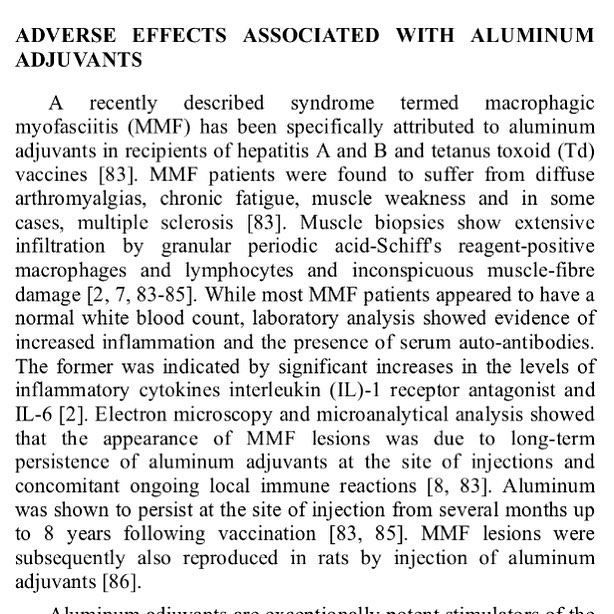 ADVERSE EFFECTS ASSOCIATED WITH ALUMINUM
ADJUVANTS
A recently described syndrome termed macrophagic
myofasciitis (MMF) has been specifically attributed to aluminum
adjuvants in recipients of hepatitis A and B and tetanus toxoid (Td)
vaccines [83]. MMF patients were found to suffer from diffuse
arthromyalgias, chronic fatigue, muscle weakness and in some
cases, multiple sclerosis [83]. Muscle biopsies show extensive
infiltration by granular periodic acid-Schiff's reagent-positive
macrophages and lymphocytes and inconspicuous muscle-fibre
damage [2, 7, 83-85]. While most MMF patients appeared to have a
normal white blood count, laboratory analysis showed evidence of
increased inflammation and the presence of serum auto-antibodies.
The former was indicated by significant increases in the levels of
inflammatory cytokines interleukin (IL)-1 receptor antagonist and
IL-6 [2]. Electron microscopy and microanalytical analysis showed
that the appearance of MMF lesions was due to long-term
persistence of aluminum adjuvants at the site of injections and
concomitant ongoing local immune reactions [8, 83]. Aluminum
was shown to persist at the site of injection from several months up
to 8 years following vaccination [83, 85]. MMF lesions were
subsequently also reproduced in rats by injection of aluminum
adjuvants [86].
Aluminum adjuvants are exceptionally potent stimulators of the